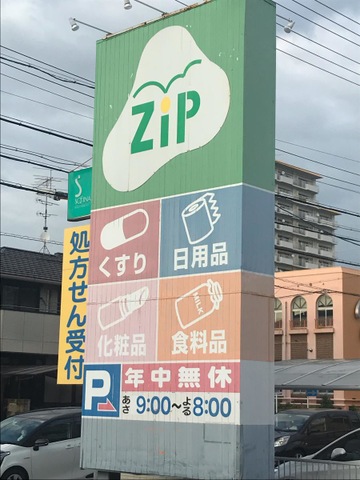 ZiP
くすり
日用品
化粧品
MILK
食料品
処方せん受付
P
年中無休
あさ9:00〜よる8:00